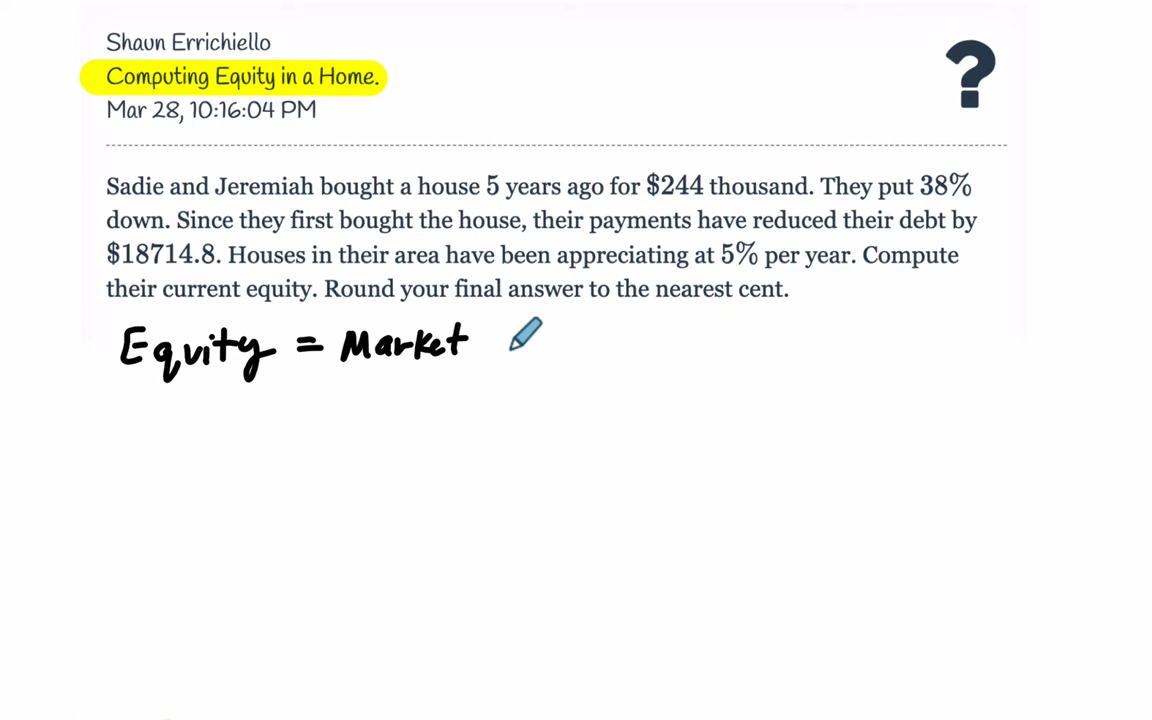 Shaun Errichiello
Computing Equity in a Home.
Mar 28, 10:16:04 PM
?
Sadie and Jeremiah bought a house 5 years ago for $244 thousand. They put 38%
down. Since they first bought the house, their payments have reduced their debt by
$18714.8. Houses in their area have been appreciating at 5% per year. Compute
their current equity. Round your final answer to the nearest cent.
Equity = Market